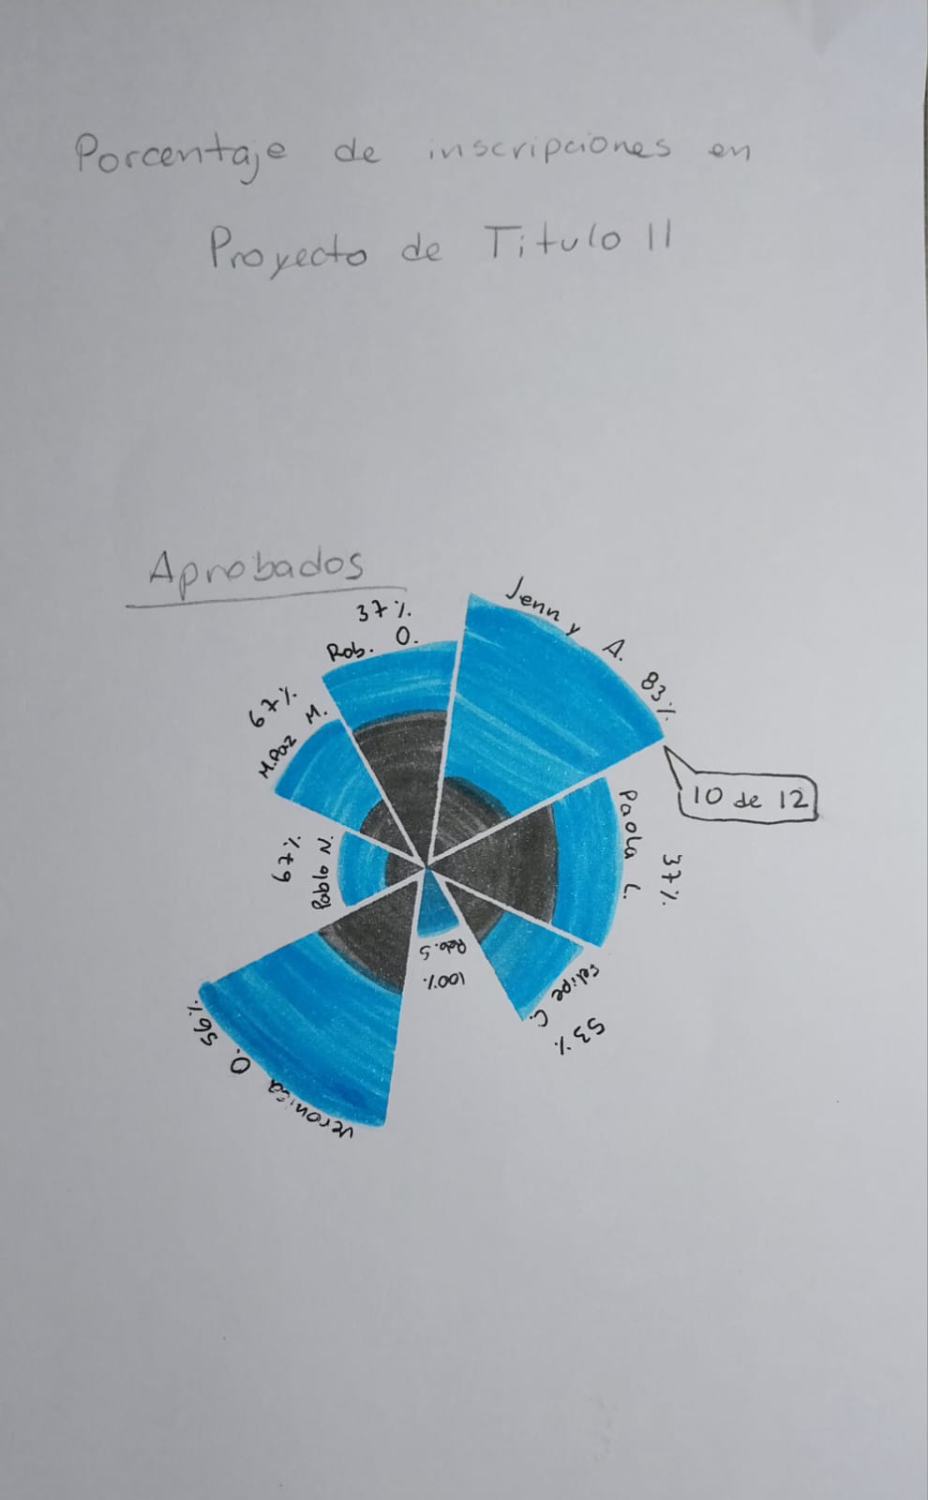 Porcentaje de inscripciones en
Proyecto de Titulo II
Aprobados
37%
Rob. O.
Jenny A. 83%
10 de 12
Paola L.
37%
Felipe C.
53%
Rob. S
100%
Veronica O. 56%
Pablo N.
67%
M.Paz M.
67%